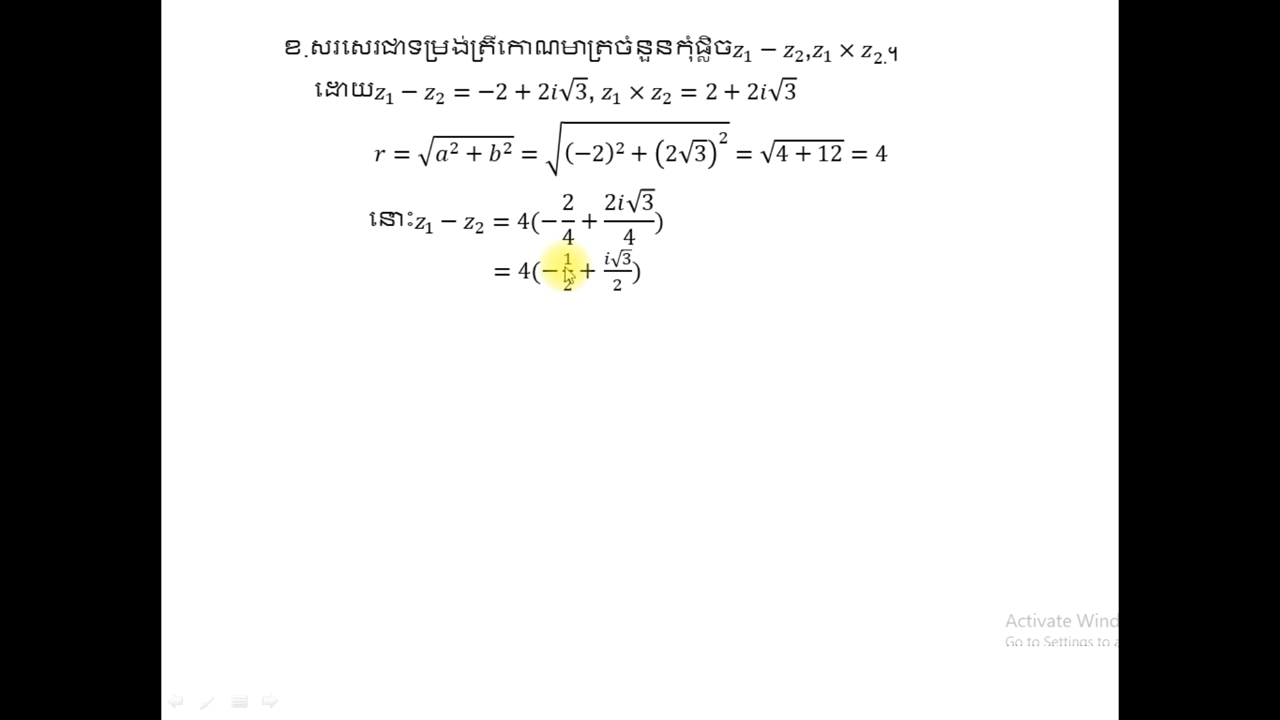 ខ.សរសេរជាទម្រង់ត្រីកោណមាត្រចំនួនកុំផ្លិចz₁ − z₂,z₁ × z₂.។
ដោយz₁ − z₂ = −2 + 2i√3, z₁ × z₂ = 2 + 2i√3
r = √(a² + b²) = √((−2)² + (2√3)²) = √(4 + 12) = 4
នោះz₁ − z₂ = 4(−2/4 + 2i√3/4)
= 4(−1/2 + i√3/2)
Activate Wind
Go to Settings to a